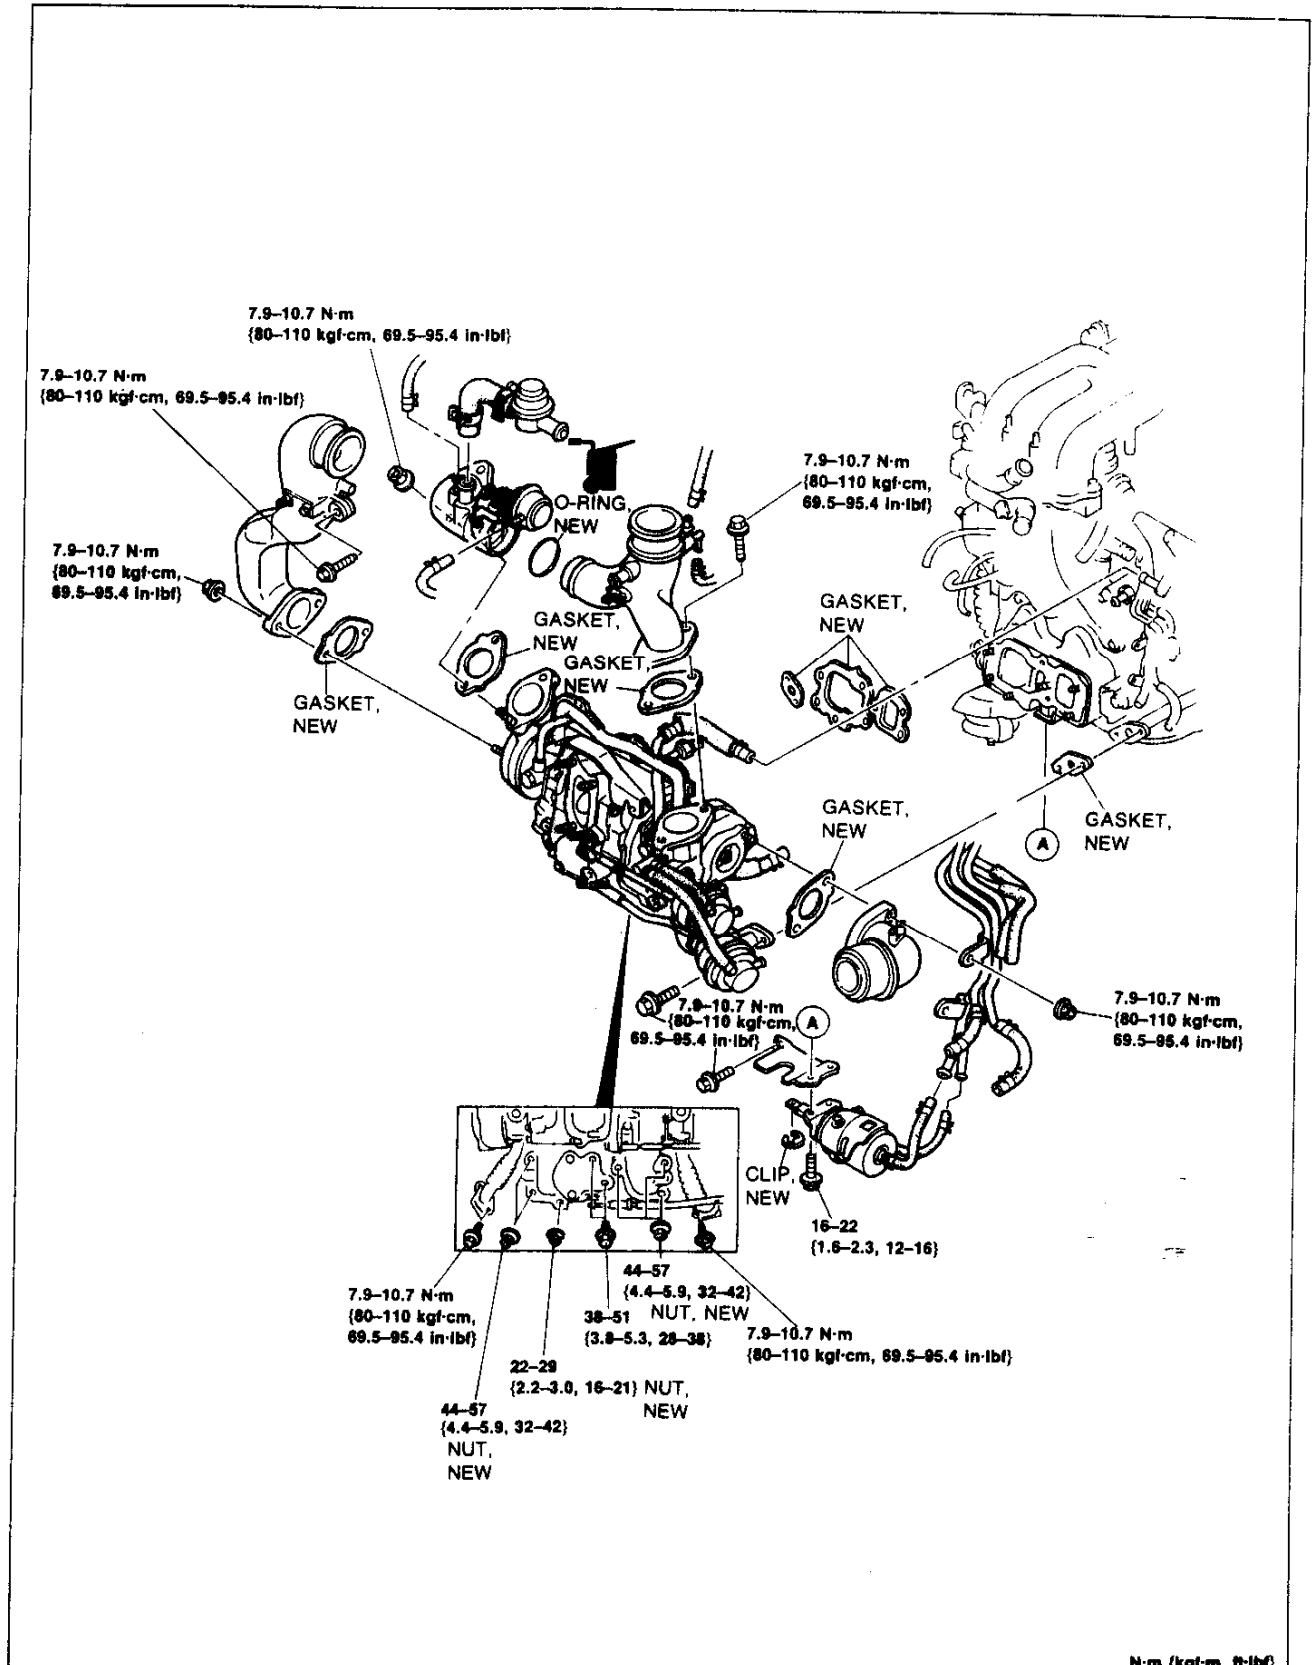 7.9–10.7 N·m
{80–110 kgf·cm, 69.5–95.4 in·lbf}
7.9–10.7 N·m
{80–110 kgf·cm, 69.5–95.4 in·lbf}
7.9–10.7 N·m
{80–110 kgf·cm,
69.5–95.4 in·lbf}
O-RING,
NEW
7.9–10.7 N·m
{80–110 kgf·cm,
69.5–95.4 in·lbf}
GASKET,
NEW
GASKET,
NEW
GASKET,
NEW
GASKET,
NEW
GASKET,
NEW
GASKET,
NEW
A
7.9–10.7 N·m
{80–110 kgf·cm,
69.5–95.4 in·lbf}
A
7.9–10.7 N·m
{80–110 kgf·cm,
69.5–95.4 in·lbf}
CLIP,
NEW
16–22
{1.6–2.3, 12–16}
44–57
{4.4–5.9, 32–42}
NUT, NEW
7.9–10.7 N·m
{80–110 kgf·cm,
69.5–95.4 in·lbf}
38–51
{3.8–5.3, 28–38}
7.9–10.7 N·m
{80–110 kgf·cm, 69.5–95.4 in·lbf}
22–29
{2.2–3.0, 16–21}
NUT,
NEW
44–57
{4.4–5.9, 32–42}
NUT,
NEW
N·m {kgf·m, ft·lbf}